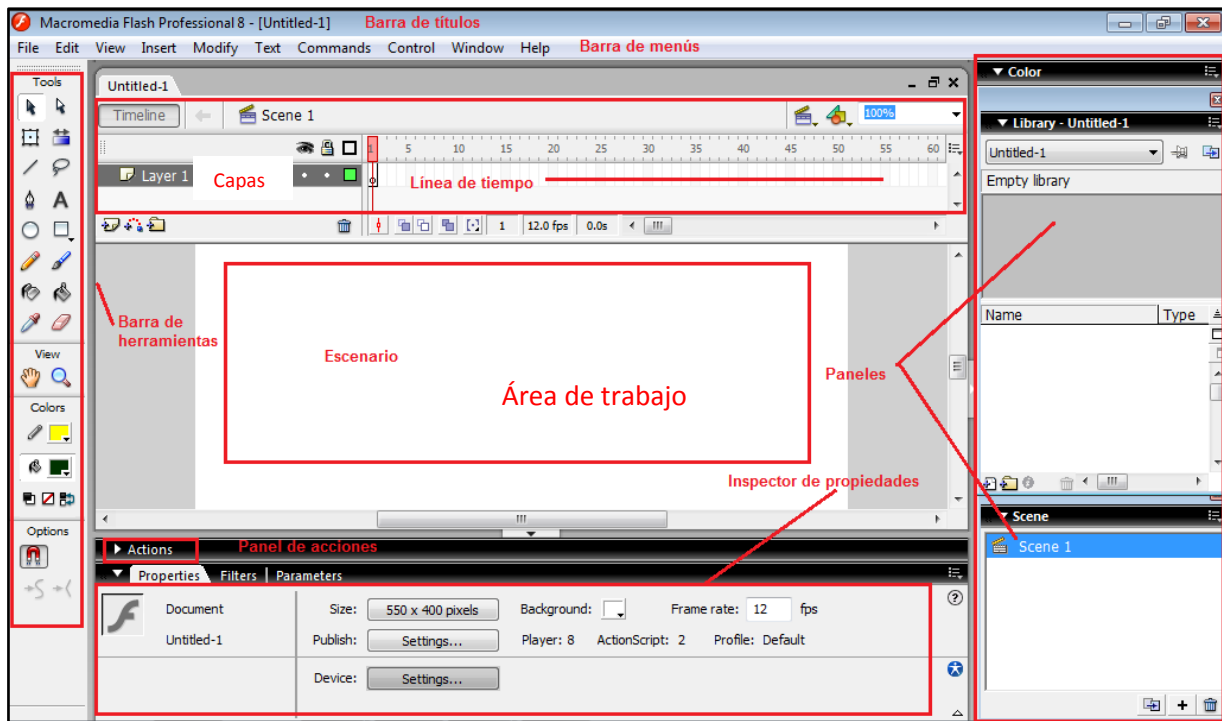 Macromedia Flash Professional 8 - [Untitled-1]
Barra de títulos
File Edit View Insert Modify Text Commands Control Window Help
Barra de menús
Tools
Untitled-1
Timeline
Scene 1
100%
5 10 15 20 25 30 35 40 45 50 55 60
Layer 1
Capas
Línea de tiempo
1
12.0 fps
0.0s
Barra de
herramientas
Escenario
Área de trabajo
Paneles
View
Colors
Options
Inspector de propiedades
Actions
Panel de acciones
Properties Filters Parameters
Document
Size: 550 x 400 pixels
Background:
Frame rate: 12 fps
Untitled-1
Publish: Settings...
Player: 8 ActionScript: 2 Profile: Default
Device: Settings...
Color
Library - Untitled-1
Untitled-1
Empty library
Name Type
Scene
Scene 1